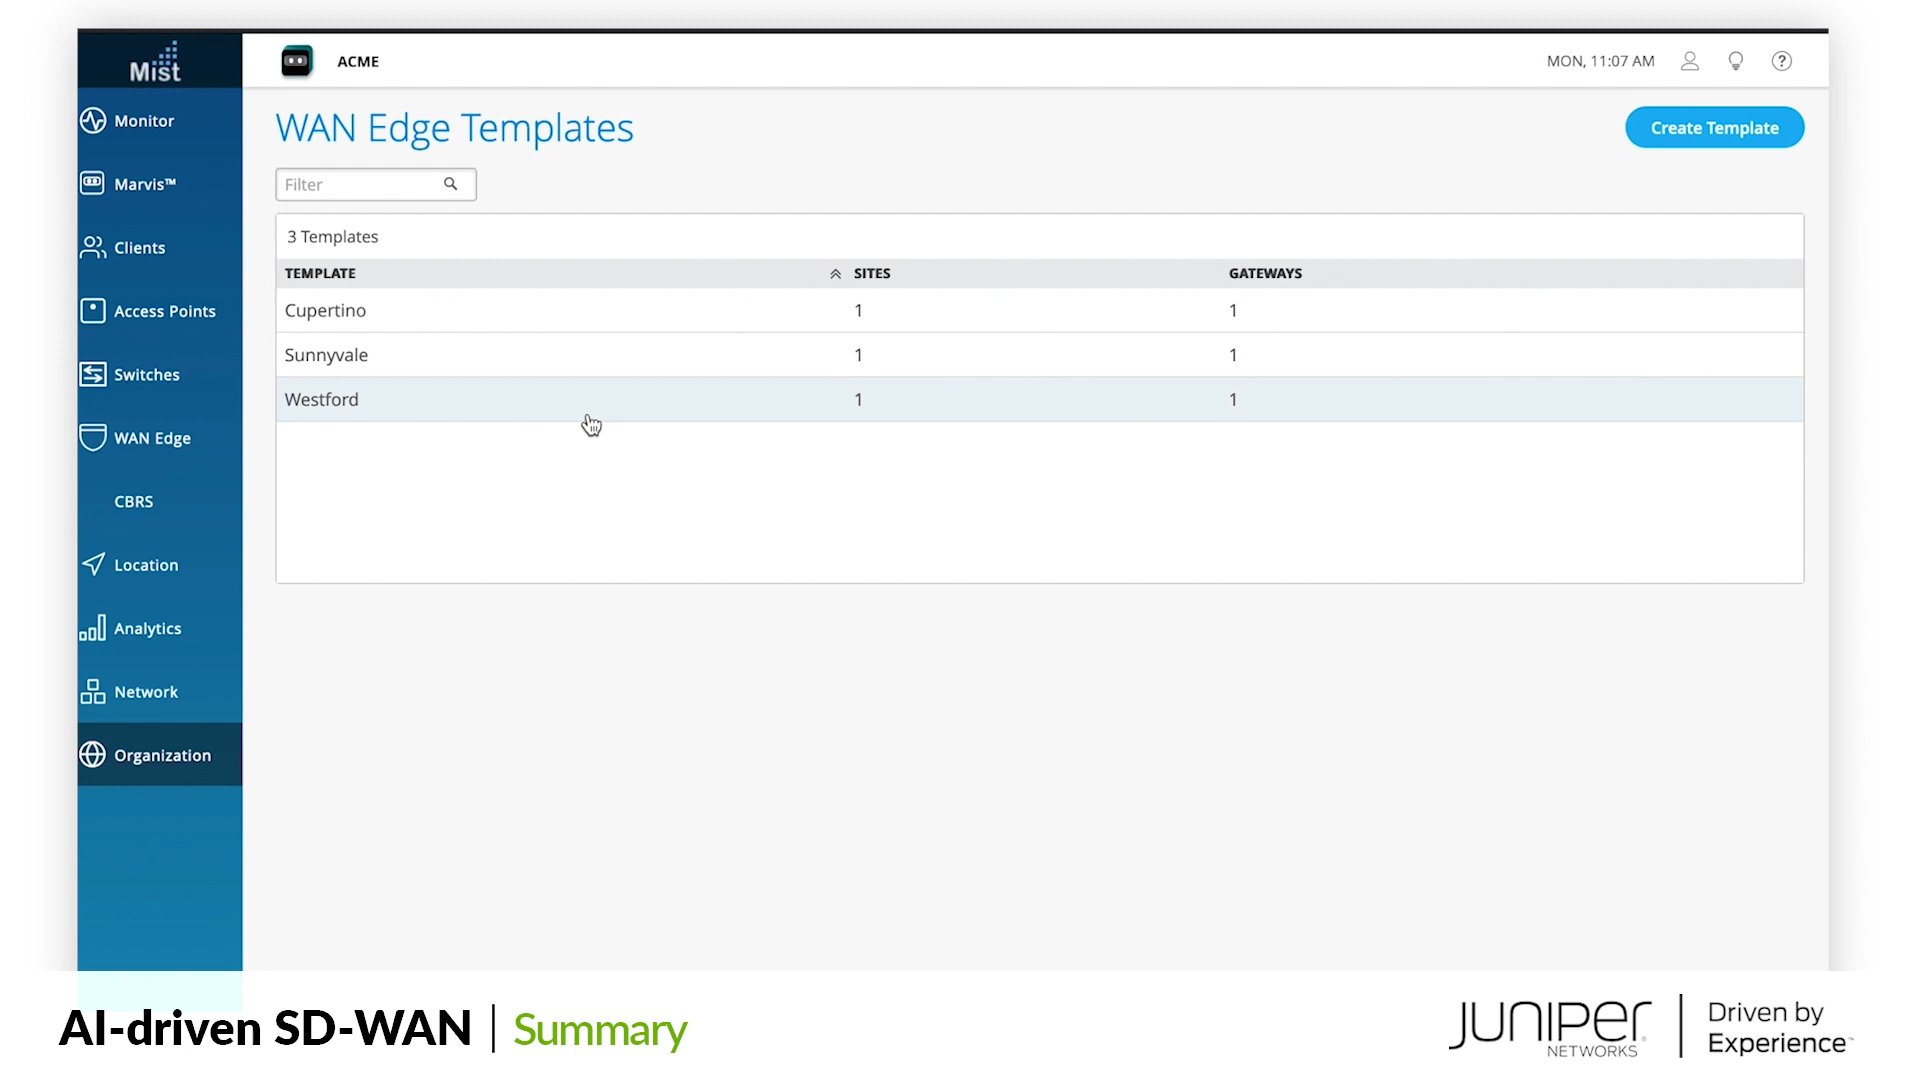 Mist
ACME
MON, 11:07 AM
Monitor
Marvis™
Clients
Access Points
Switches
WAN Edge
CBRS
Location
Analytics
Network
Organization
WAN Edge Templates
Create Template
Filter
3 Templates
TEMPLATE SITES GATEWAYS
Cupertino 1 1
Sunnyvale 1 1
Westford 1 1
AI-driven SD-WAN | Summary
JUNIPER
NETWORKS
Driven by
Experience™